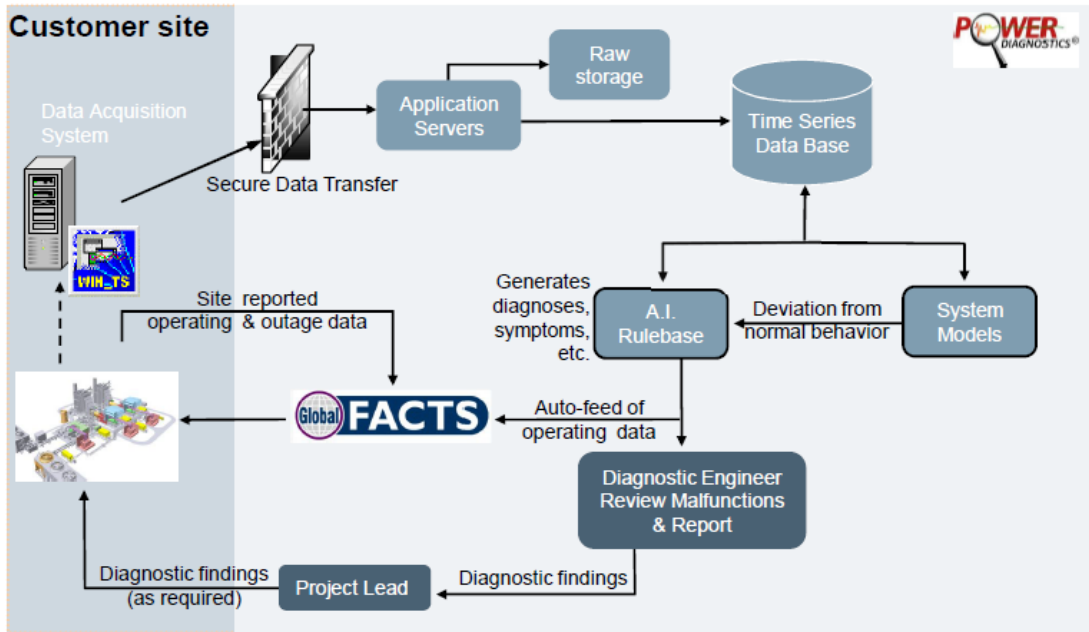 Customer site
POWER
DIAGNOSTICS®
Data Acquisition
System
WIN_TS
Secure Data Transfer
Application
Servers
Raw
storage
Time Series
Data Base
Site reported
operating & outage data
Generates
diagnoses,
symptoms,
etc.
A.I.
Rulebase
Deviation from
normal behavior
System
Models
Global
FACTS
Auto-feed of
operating data
Diagnostic Engineer
Review Malfunctions
& Report
Diagnostic findings
(as required)
Project Lead
Diagnostic findings